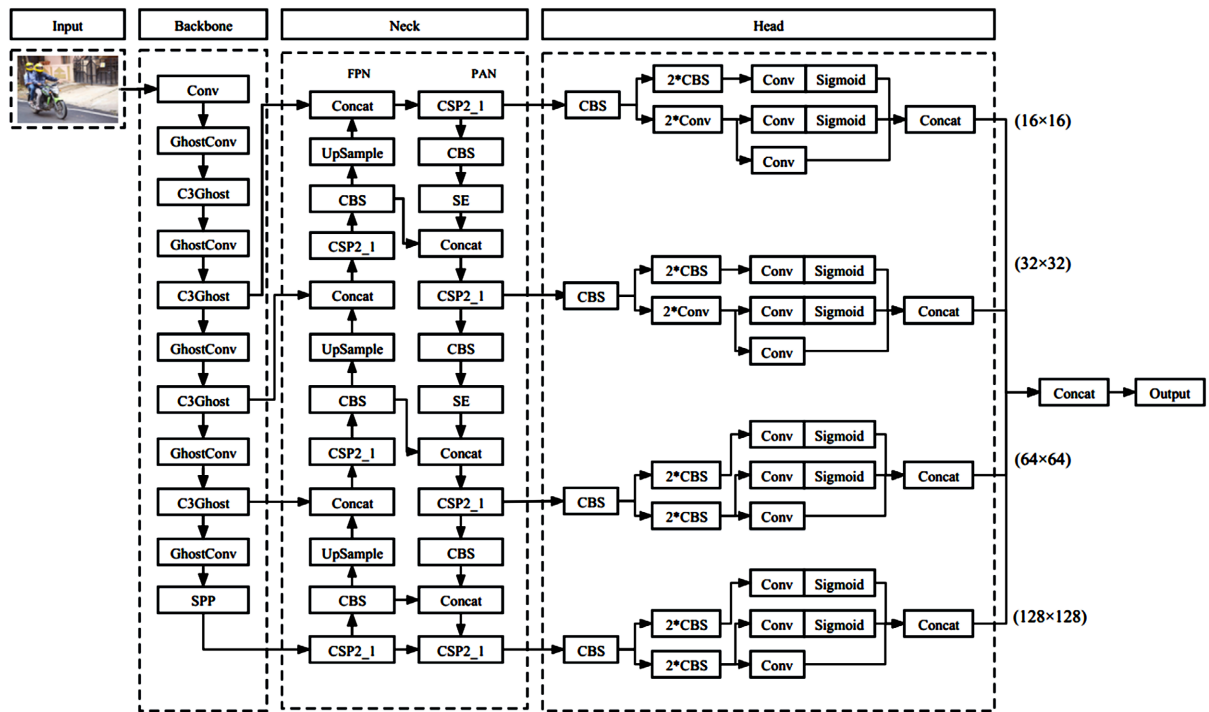 Input Backbone Neck Head
FPN PAN
Conv
GhostConv
C3Ghost
GhostConv
C3Ghost
GhostConv
C3Ghost
GhostConv
C3Ghost
GhostConv
SPP
Concat
UpSample
CBS
CSP2_1
Concat
UpSample
CBS
CSP2_1
Concat
UpSample
CBS
CSP2_1
CSP2_1
CBS
SE
Concat
CSP2_1
CBS
SE
Concat
CSP2_1
CBS
Concat
CSP2_1
CBS
2*CBS Conv Sigmoid
2*Conv Conv Sigmoid
Conv
Concat
(16×16)
CBS
2*CBS Conv Sigmoid
2*Conv Conv Sigmoid
Conv
Concat
(32×32)
CBS
Conv Sigmoid
2*CBS Conv Sigmoid
2*CBS Conv
Concat
(64×64)
CBS
Conv Sigmoid
2*CBS Conv Sigmoid
2*CBS Conv
Concat
(128×128)
Concat Output